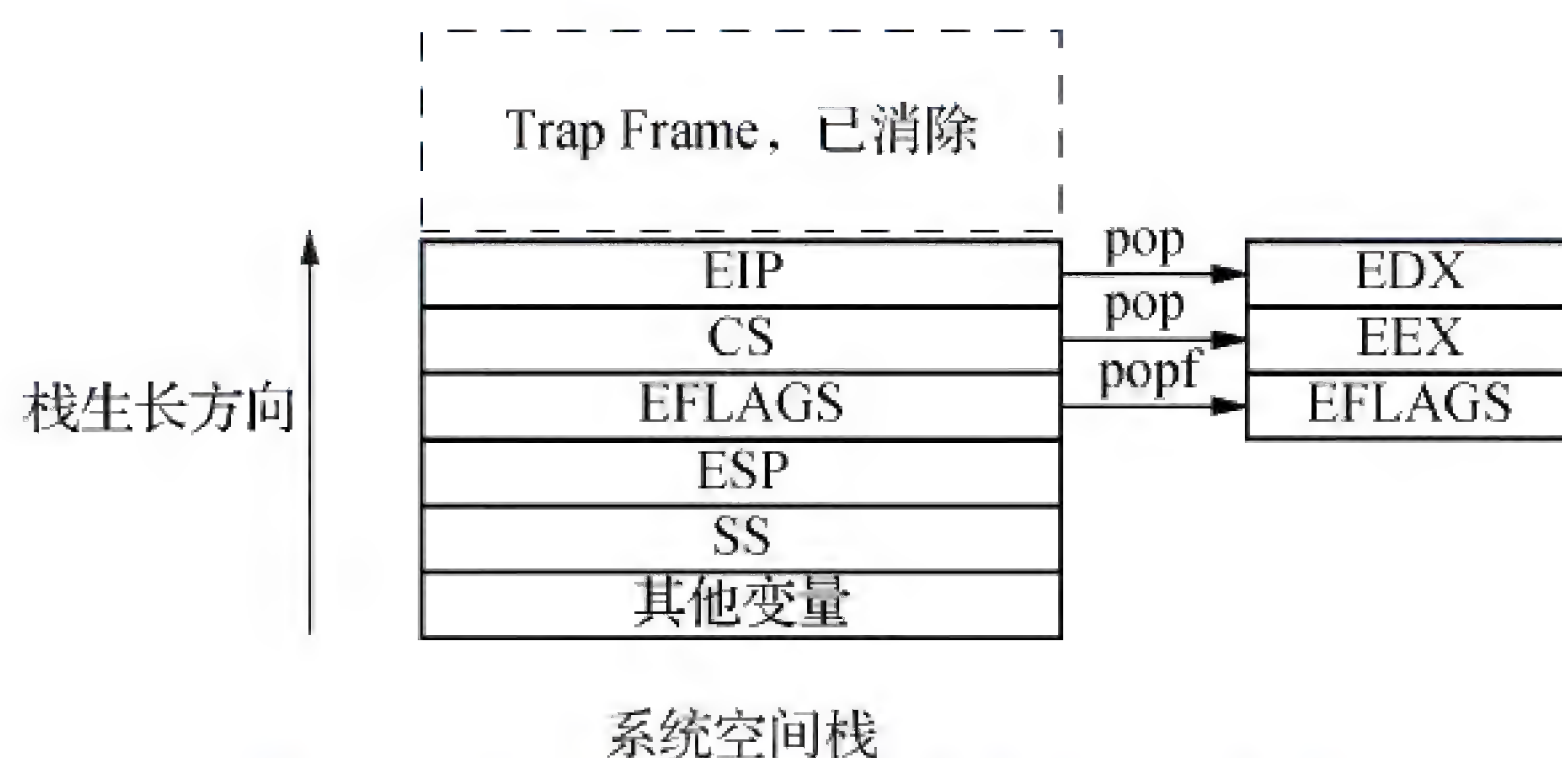 Trap Frame，已消除
EIP
pop
EDX
CS
pop
EEX
EFLAGS
popf
EFLAGS
ESP
SS
其他变量
栈生长方向
系统空间栈